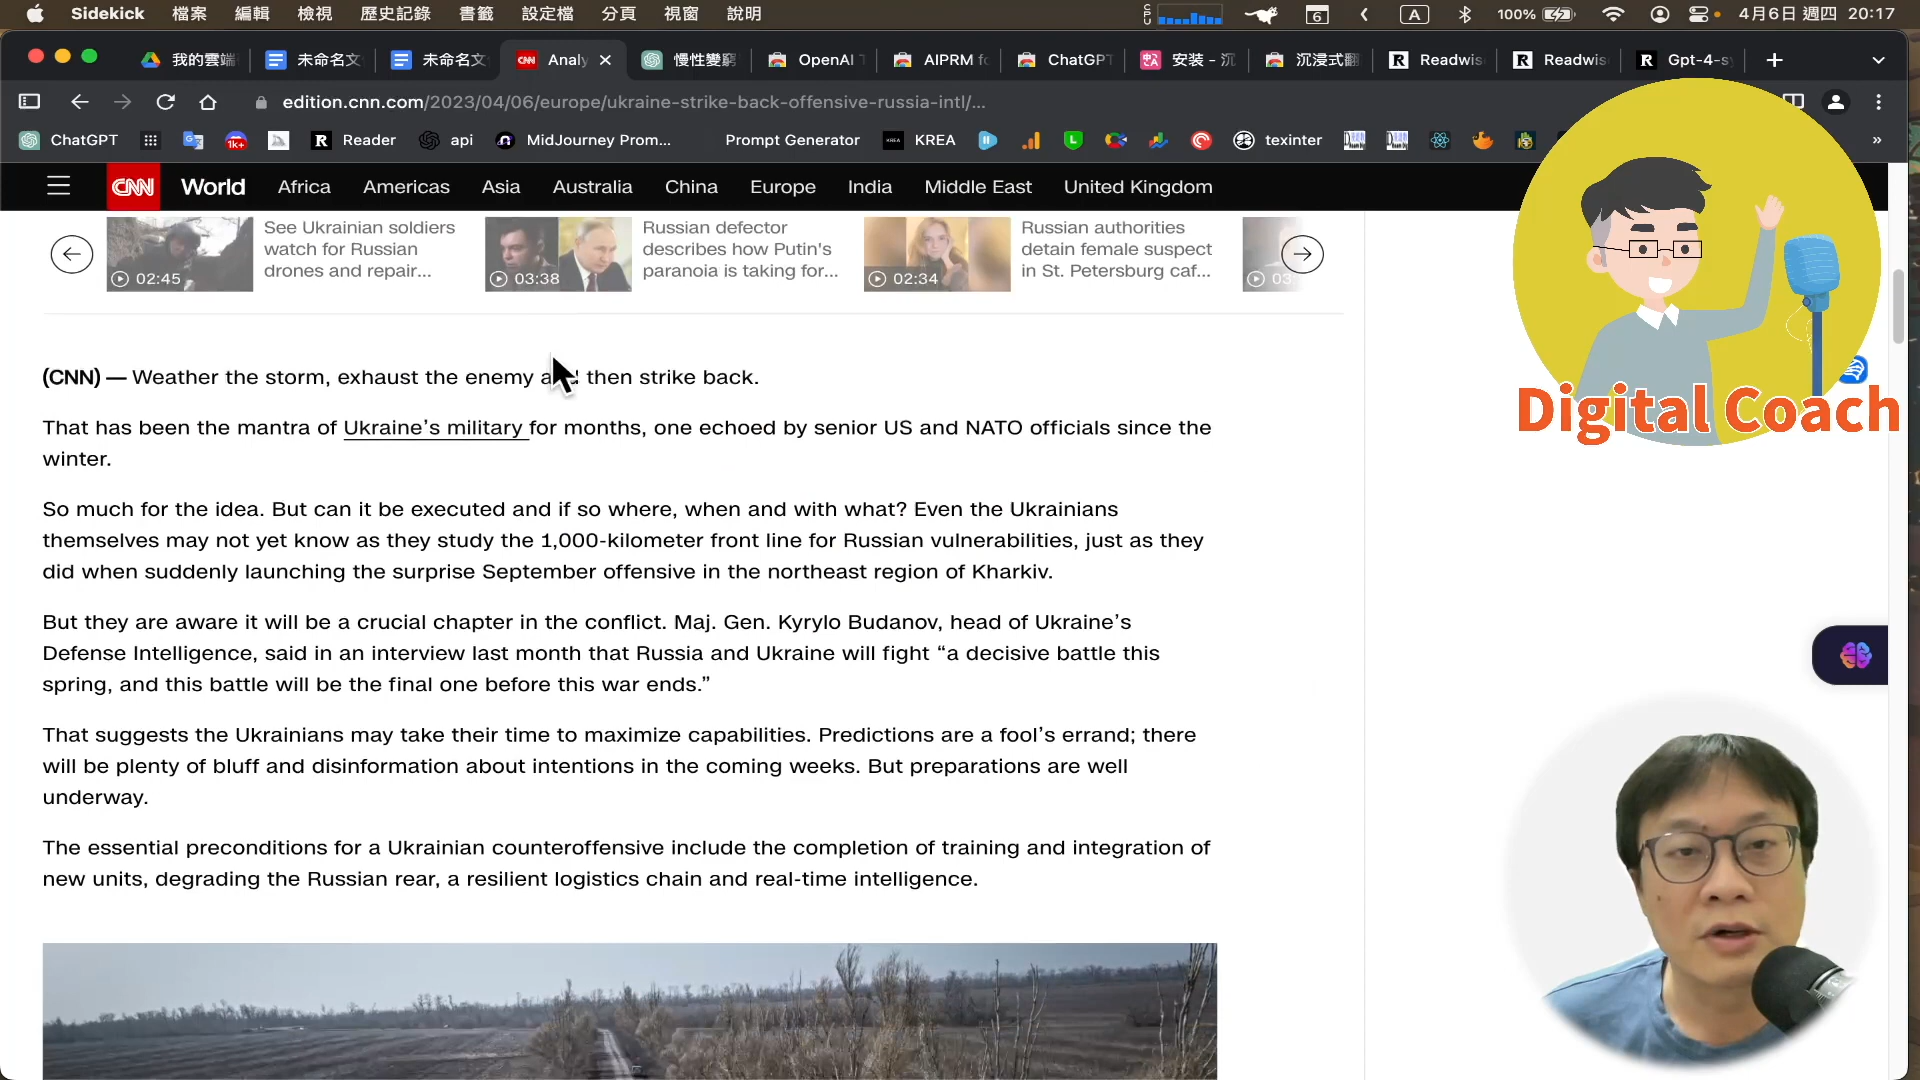 Sidekick 檔案 編輯 檢視 歷史記錄 書籤 設定檔 分頁 視窗 說明 CPU 6 A 100% 4月6日 週四 20:17
我的雲端 未命名文 未命名文 CNN Analy 慢性變窮 OpenAI T AIPRM fo ChatGPT 安裝 - 沉 沉浸式翻 R Readwis R Readwis R Gpt-4-s
edition.cnn.com/2023/04/06/europe/ukraine-strike-back-offensive-russia-intl/...
ChatGPT 1k+ R Reader api MidJourney Prom... Prompt Generator KREA KREA L texinter »
CNN World Africa Americas Asia Australia China Europe India Middle East United Kingdom
See Ukrainian soldiers
watch for Russian
drones and repair...
02:45
Russian defector
describes how Putin's
paranoia is taking for...
03:38
Russian authorities
detain female suspect
in St. Petersburg caf...
02:34
03:
(CNN) — Weather the storm, exhaust the enemy then strike back.
That has been the mantra of Ukraine’s military for months, one echoed by senior US and NATO officials since the
winter.
So much for the idea. But can it be executed and if so where, when and with what? Even the Ukrainians
themselves may not yet know as they study the 1,000-kilometer front line for Russian vulnerabilities, just as they
did when suddenly launching the surprise September offensive in the northeast region of Kharkiv.
But they are aware it will be a crucial chapter in the conflict. Maj. Gen. Kyrylo Budanov, head of Ukraine’s
Defense Intelligence, said in an interview last month that Russia and Ukraine will fight “a decisive battle this
spring, and this battle will be the final one before this war ends.”
That suggests the Ukrainians may take their time to maximize capabilities. Predictions are a fool’s errand; there
will be plenty of bluff and disinformation about intentions in the coming weeks. But preparations are well
underway.
The essential preconditions for a Ukrainian counteroffensive include the completion of training and integration of
new units, degrading the Russian rear, a resilient logistics chain and real-time intelligence.
Digital Coach